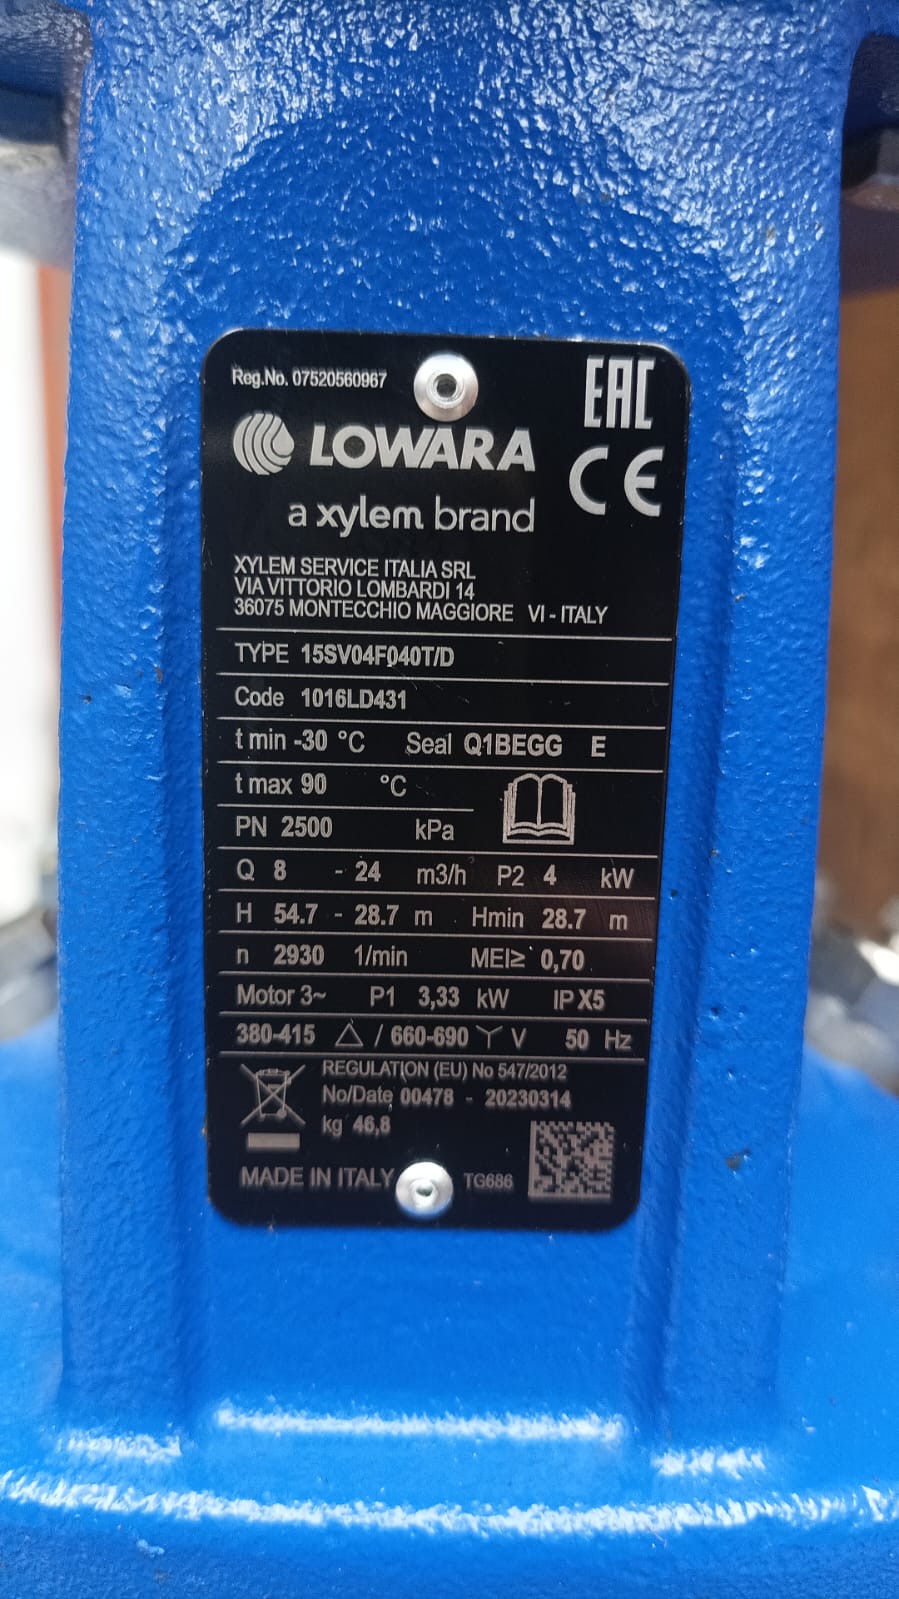 Reg.No. 07520560967
EAC
LOWARA
CE
a xylem brand
XYLEM SERVICE ITALIA SRL
VIA VITTORIO LOMBARDI 14
36075 MONTECCHIO MAGGIORE VI - ITALY
TYPE 15SV04F040T/D
Code 1016LD431
t min -30 °C Seal Q1BEGG E
t max 90 °C
PN 2500 kPa
Q 8 - 24 m3/h P2 4 kW
H 54.7 - 28.7 m Hmin 28.7 m
n 2930 1/min MEI≥ 0,70
Motor 3~ P1 3,33 kW IP X5
380-415 △ / 660-690 Y V 50 Hz
REGULATION (EU) No 547/2012
No/Date 00478 - 20230314
kg 46,8
MADE IN ITALY TG686